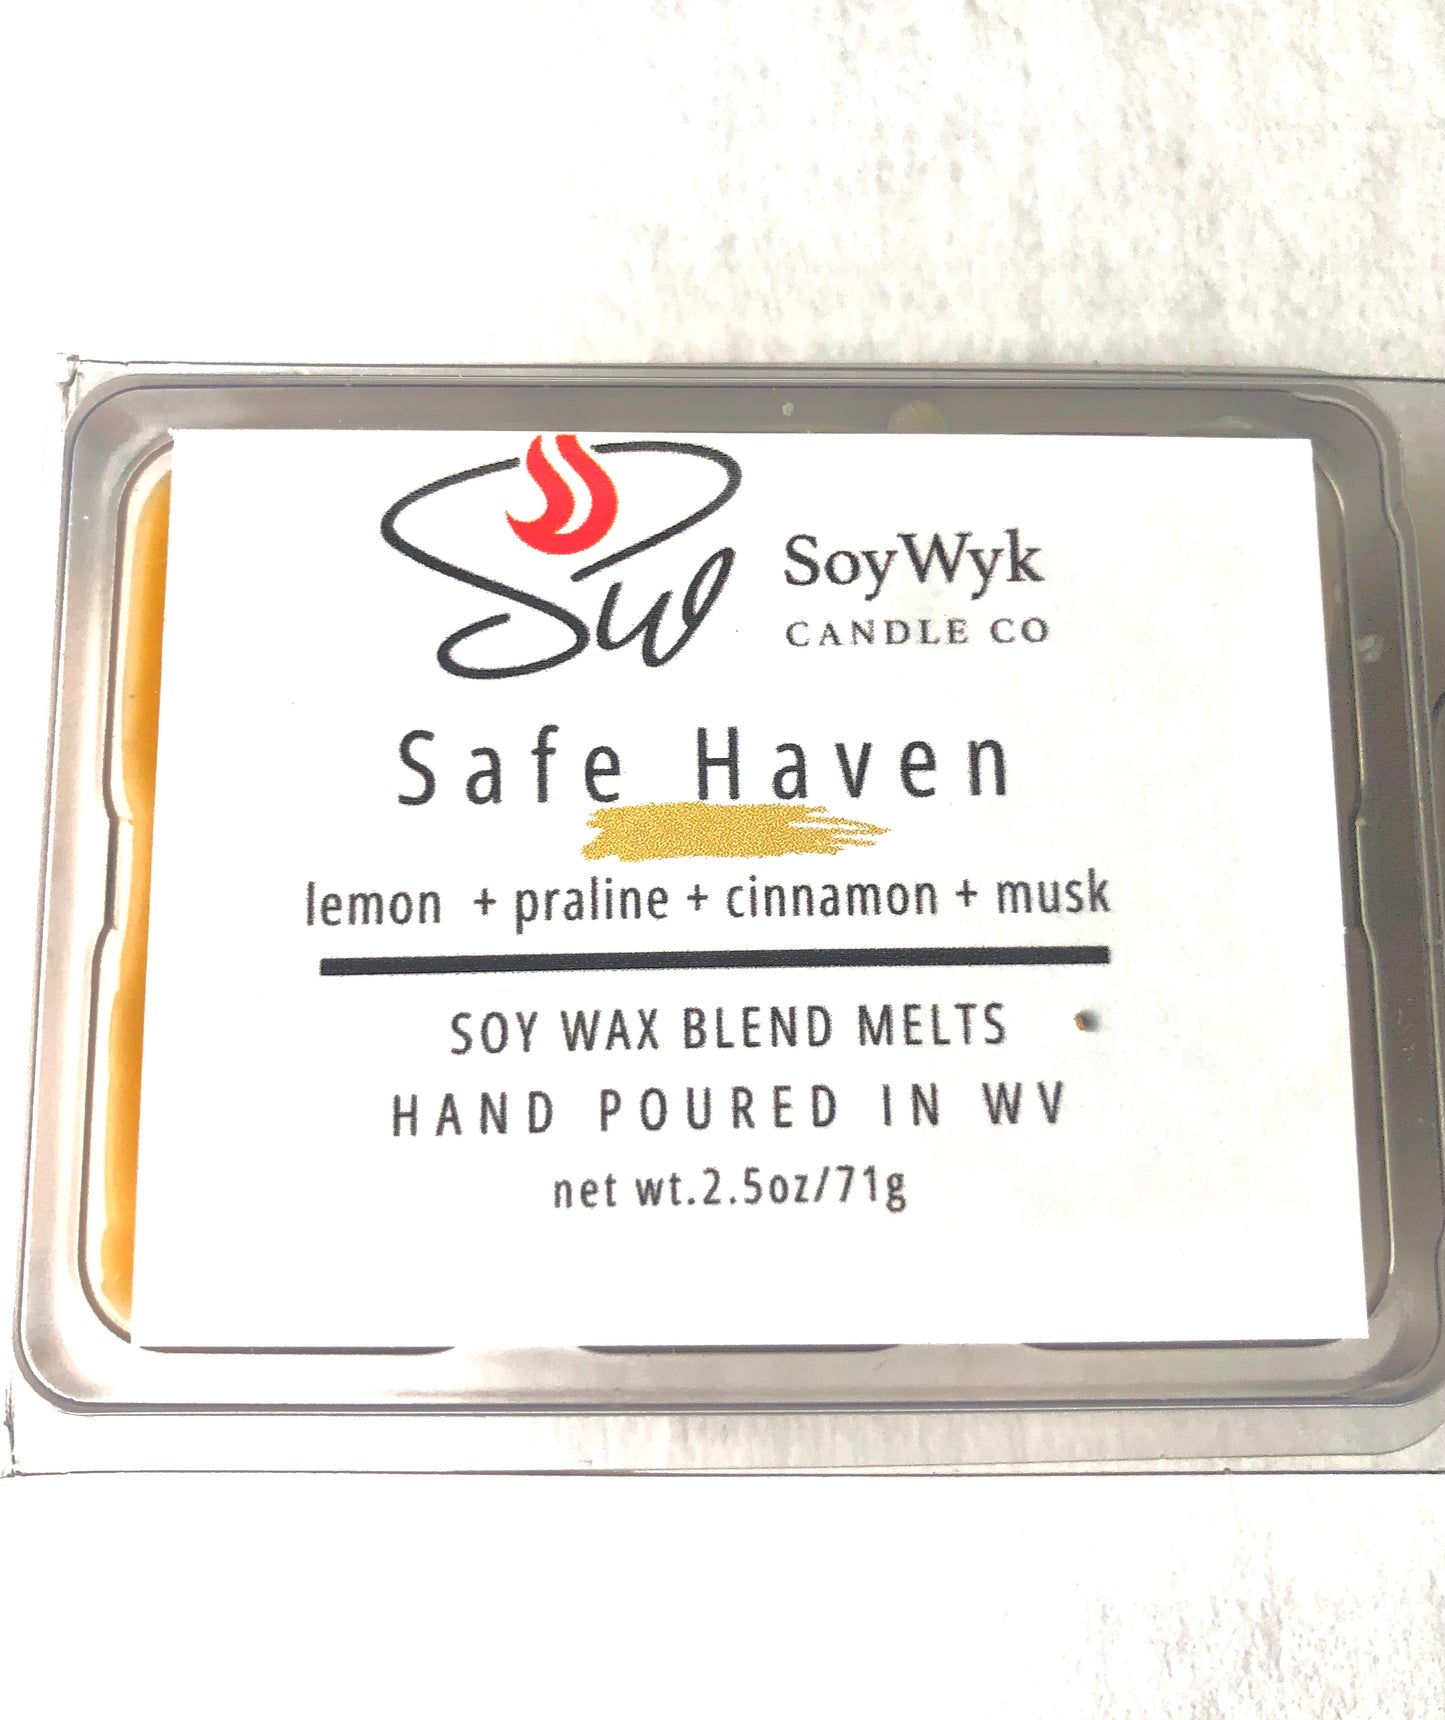 Sw
SoyWyk
CANDLE CO
Safe Haven
lemon + praline + cinnamon + musk
SOY WAX BLEND MELTS
HAND POURED IN WV
net wt.2.5oz/71g